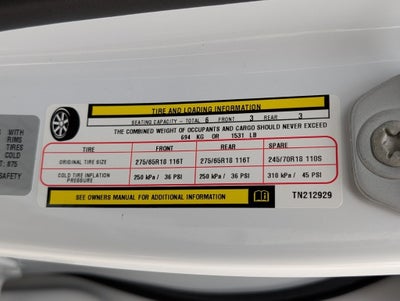 TIRE AND LOADING INFORMATION
SEATING CAPACITY - TOTAL 6 FRONT 3 REAR 3
THE COMBINED WEIGHT OF OCCUPANTS AND CARGO SHOULD NEVER EXCEED
694 KG OR 1531 LB
TIRE FRONT REAR SPARE
ORIGINAL TIRE SIZE 275/65R18 116T 275/65R18 116T 245/70R18 110S
COLD TIRE INFLATION PRESSURE 250 kPa / 36 PSI 250 kPa / 36 PSI 310 kPa / 45 PSI
SEE OWNERS MANUAL FOR ADDITIONAL INFORMATION TN212929
S WITH
RIMS
TIRES
COLD
T: 875
SAFETY